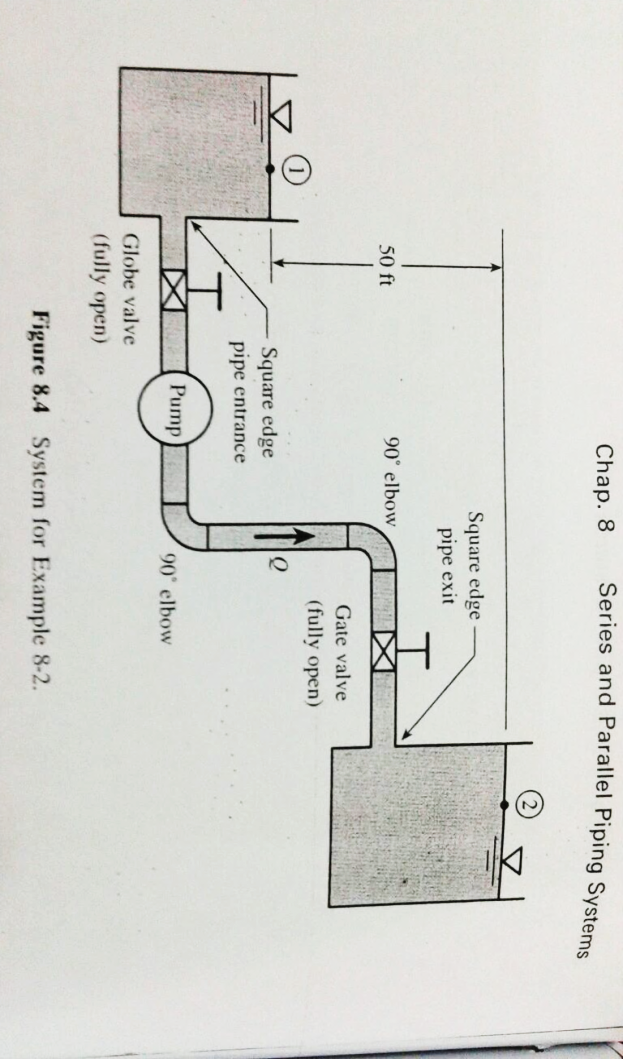 Chap. 8 Series and Parallel Piping Systems
1
2
50 ft
Square edge
pipe exit
90° elbow
Square edge
pipe entrance
Gate valve
(fully open)
Q
Pump
90° elbow
Globe valve
(fully open)
Figure 8.4 System for Example 8-2.